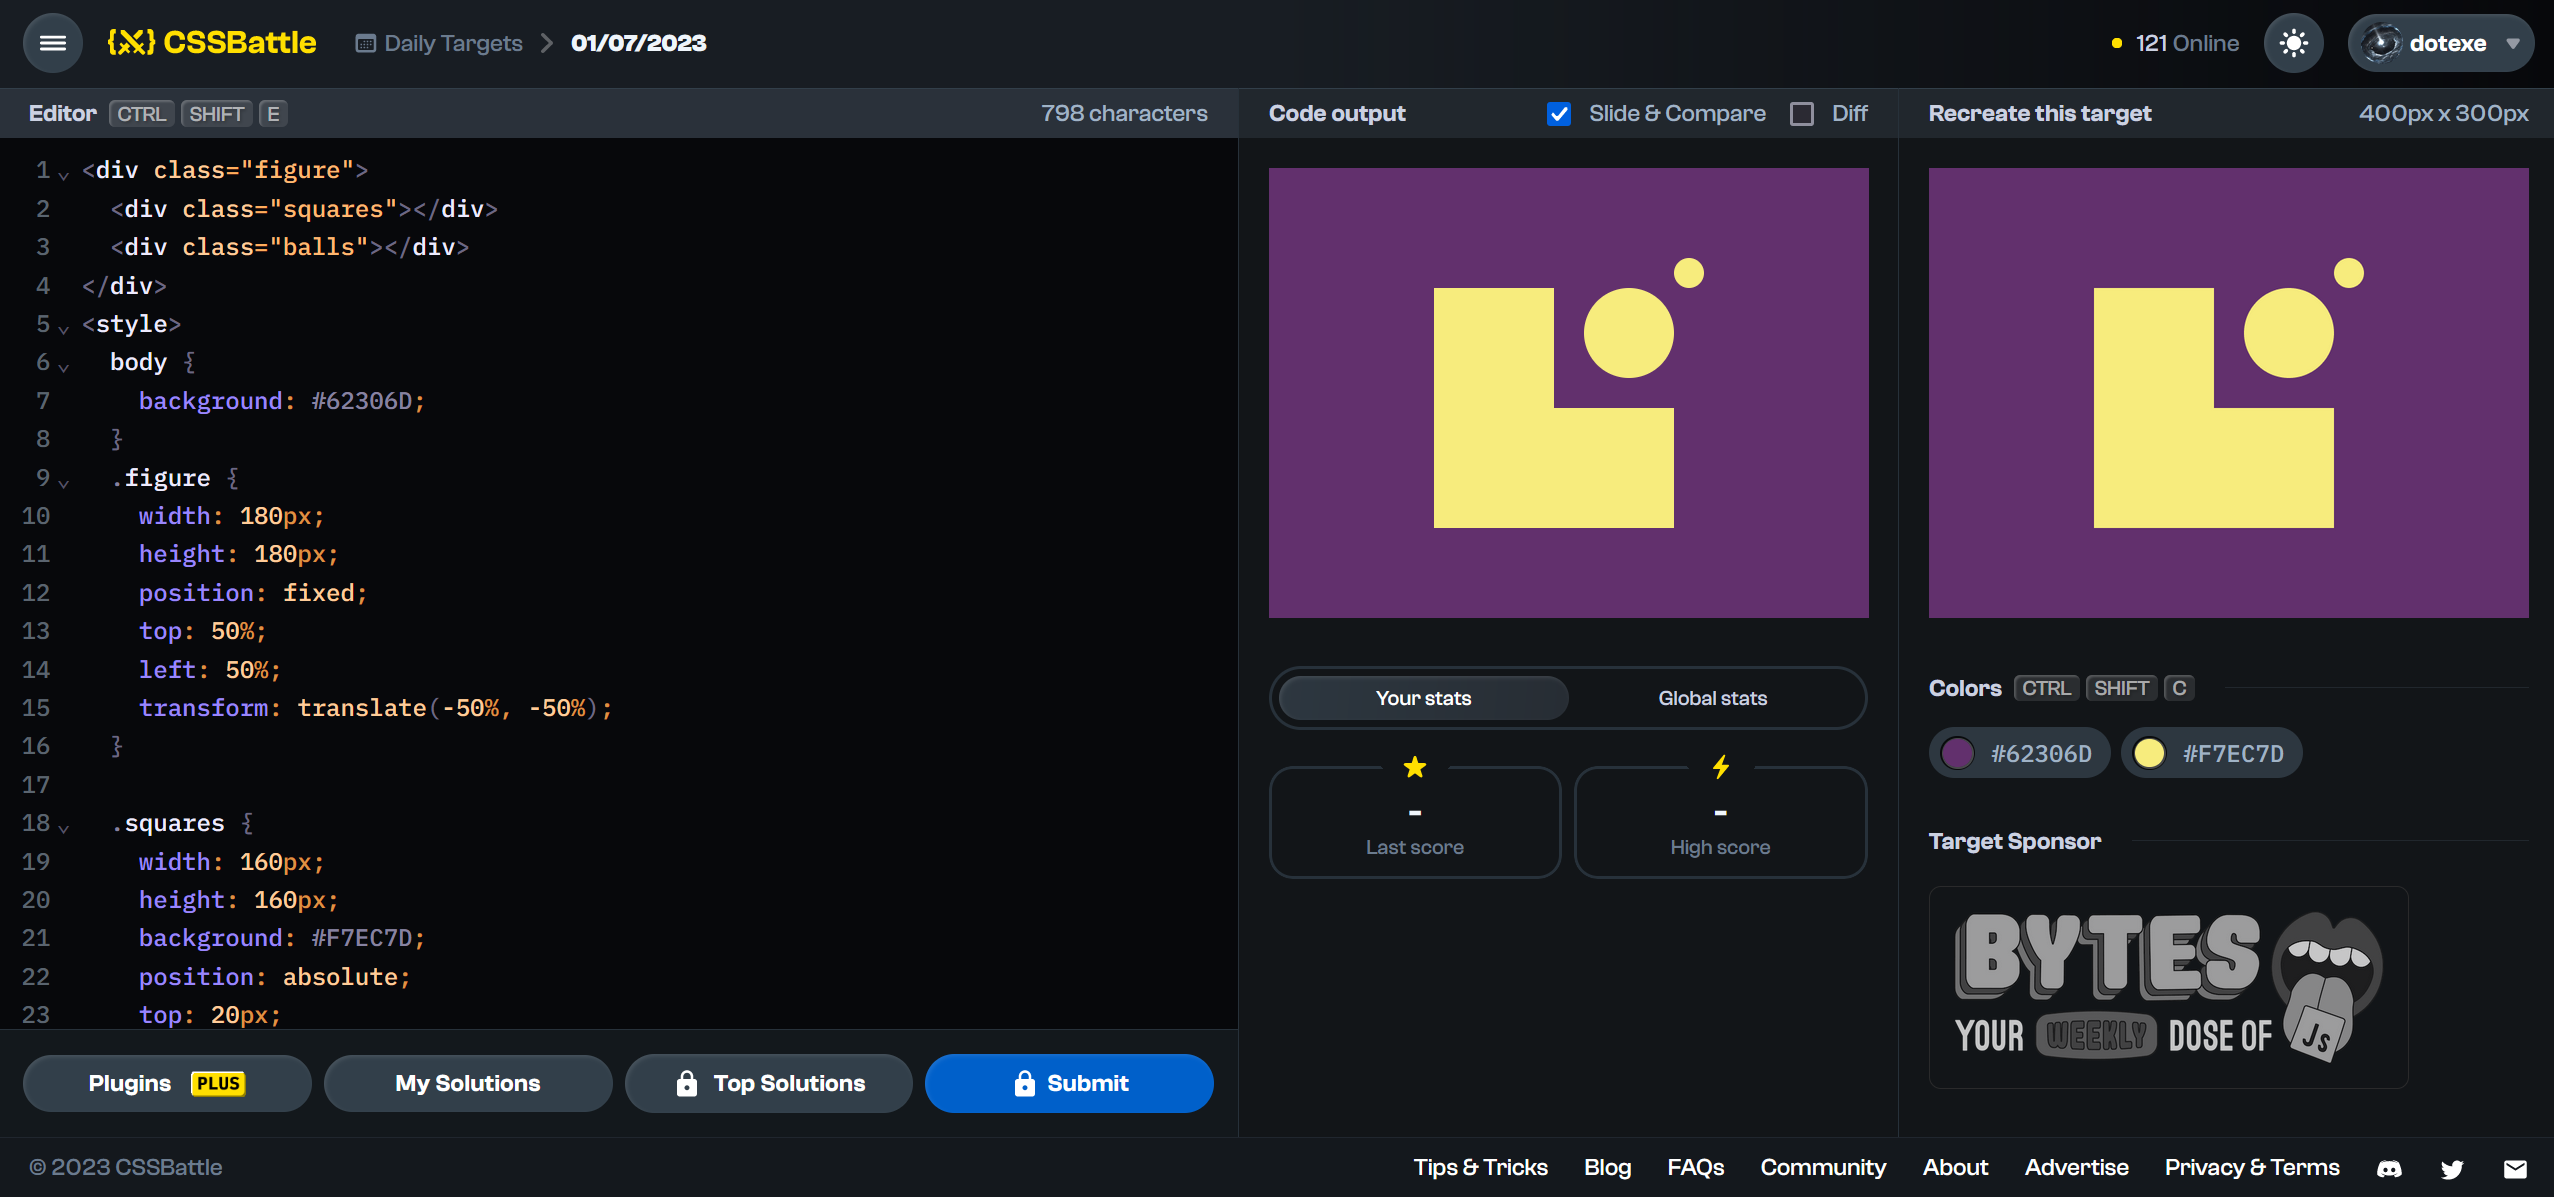 {X} CSSBattle Daily Targets > 01/07/2023 121 Online dotexe
Editor CTRL SHIFT E 798 characters
1 <div class="figure">
2 <div class="squares"></div>
3 <div class="balls"></div>
4 </div>
5 <style>
6 body {
7 background: #62306D;
8 }
9 .figure {
10 width: 180px;
11 height: 180px;
12 position: fixed;
13 top: 50%;
14 left: 50%;
15 transform: translate(-50%, -50%);
16 }
17
18 .squares {
19 width: 160px;
20 height: 160px;
21 background: #F7EC7D;
22 position: absolute;
23 top: 20px;
Plugins PLUS My Solutions Top Solutions Submit
Code output Slide & Compare Diff
Your stats Global stats
- -
Last score High score
Recreate this target 400px x 300px
Colors CTRL SHIFT C
#62306D #F7EC7D
Target Sponsor
BYTES
YOUR WEEKLY DOSE OF JS
© 2023 CSSBattle Tips & Tricks Blog FAQs Community About Advertise Privacy & Terms